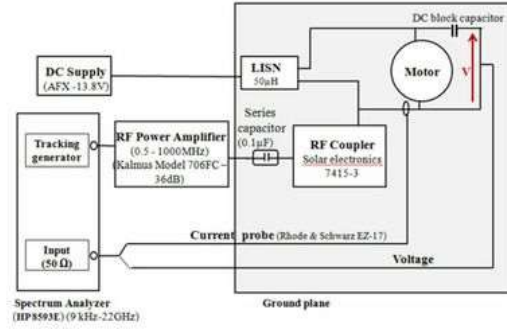 Ground plane
DC block capacitor
DC Supply
(AFX -13.8V)
LISN
50µH
Motor
V
Tracking
generator
RF Power Amplifier
(0.5 - 1000MHz)
(Kalmus Model 706FC –
36dB)
Series
capacitor
(0.1µF)
RF Coupler
Solar electronics
7415-3
Current probe (Rhode & Schwarz EZ-17)
Input
(50 Ω)
Voltage
Spectrum Analyzer
(HP 8593E) (9 kHz-22GHz)